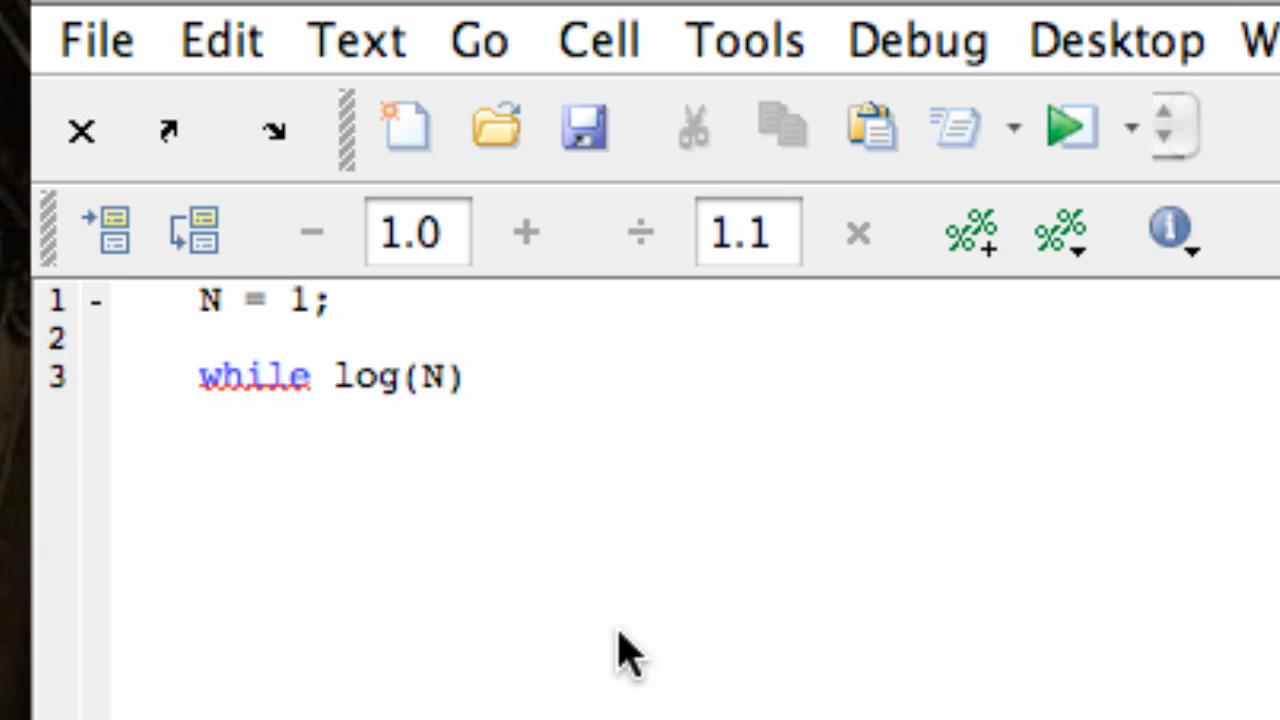 File Edit Text Go Cell Tools Debug Desktop W
− 1.0 + ÷ 1.1 ×
1 - N = 1;
2
3 while log(N)